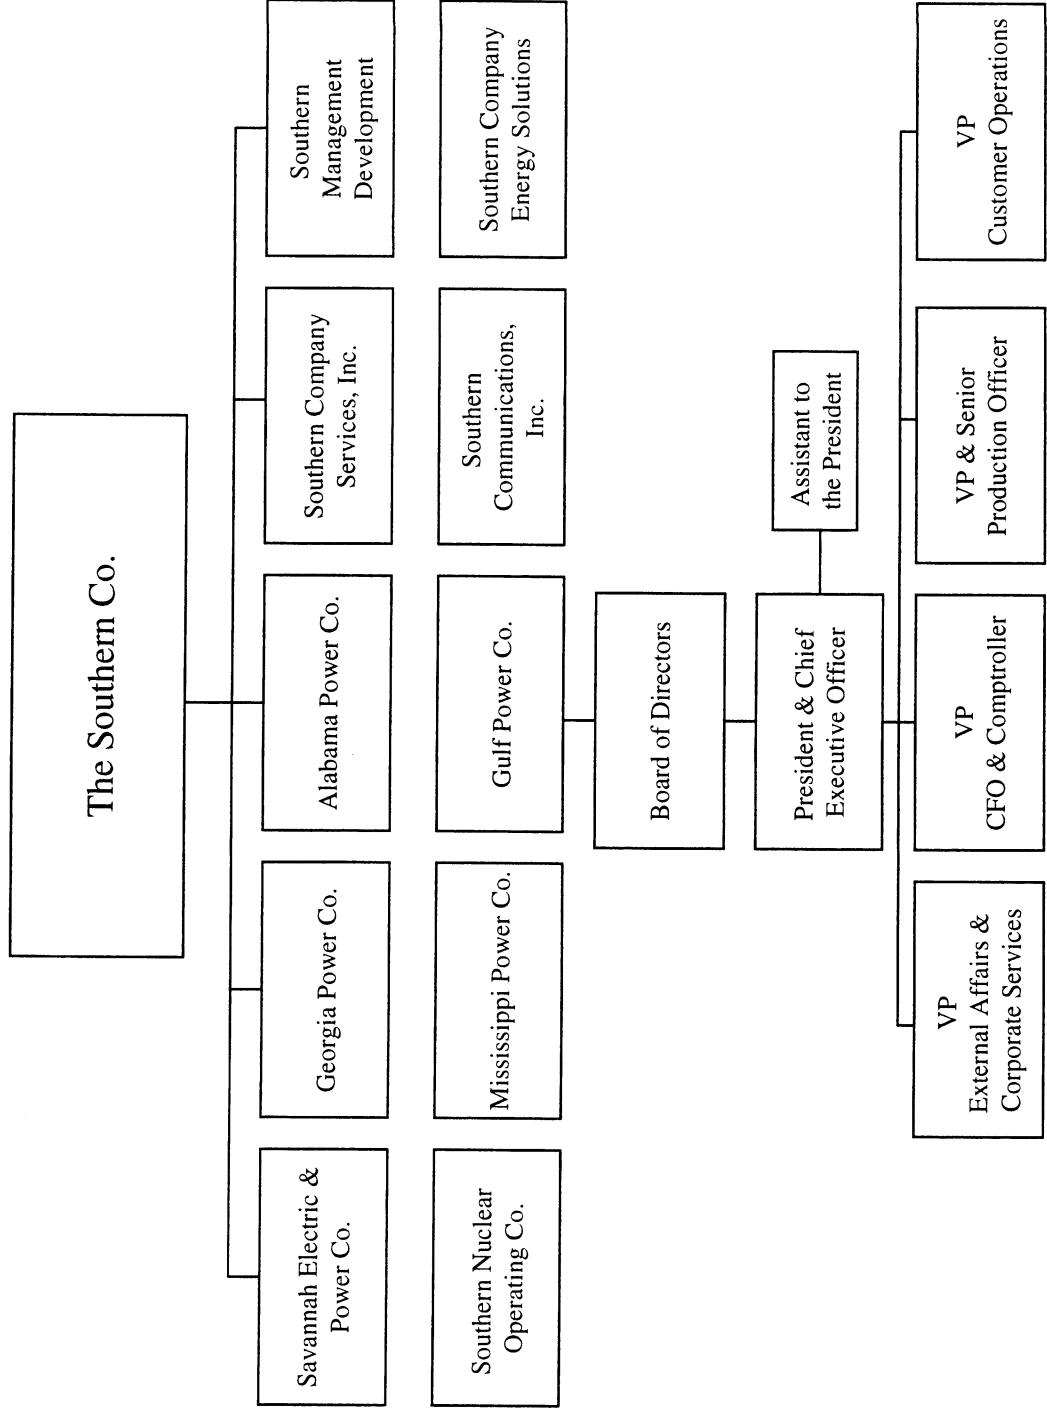 The Southern Co.
Savannah Electric &
Power Co.
Georgia Power Co.
Alabama Power Co.
Southern Company
Services, Inc.
Southern
Management
Development
Southern Nuclear
Operating Co.
Mississippi Power Co.
Gulf Power Co.
Southern
Communications,
Inc.
Southern Company
Energy Solutions
Board of Directors
President & Chief
Executive Officer
Assistant to
the President
VP
External Affairs &
Corporate Services
VP
CFO & Comptroller
VP & Senior
Production Officer
VP
Customer Operations